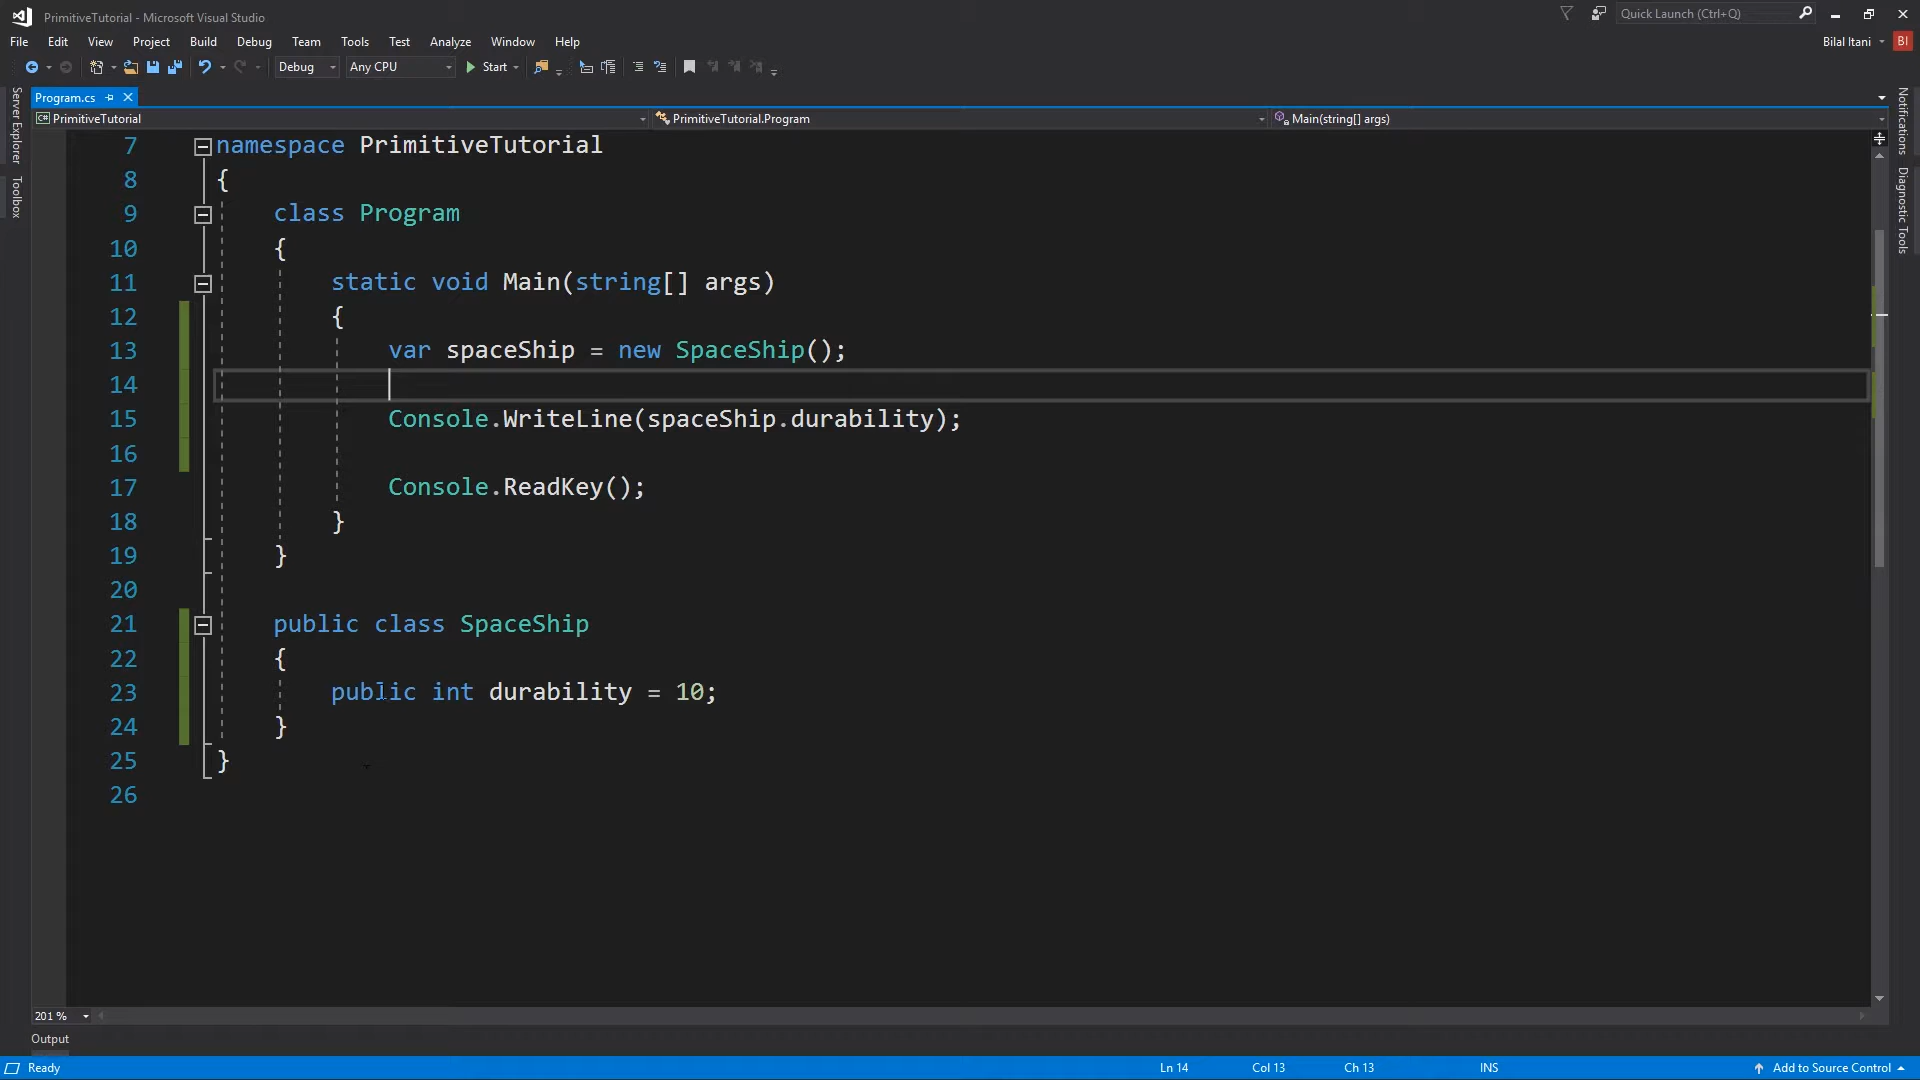 PrimitiveTutorial - Microsoft Visual Studio
Quick Launch (Ctrl+Q)
File Edit View Project Build Debug Team Tools Test Analyze Window Help
Bilal Itani BI
Debug Any CPU Start
Program.cs
Server Explorer
Toolbox
Notifications
Diagnostic Tools
C# PrimitiveTutorial PrimitiveTutorial.Program Main(string[] args)
7 namespace PrimitiveTutorial
8 {
9 class Program
10 {
11 static void Main(string[] args)
12 {
13 var spaceShip = new SpaceShip();
14
15 Console.WriteLine(spaceShip.durability);
16
17 Console.ReadKey();
18 }
19 }
20
21 public class SpaceShip
22 {
23 public int durability = 10;
24 }
25 }
26
201 %
Output
Ready Ln 14 Col 13 Ch 13 INS Add to Source Control